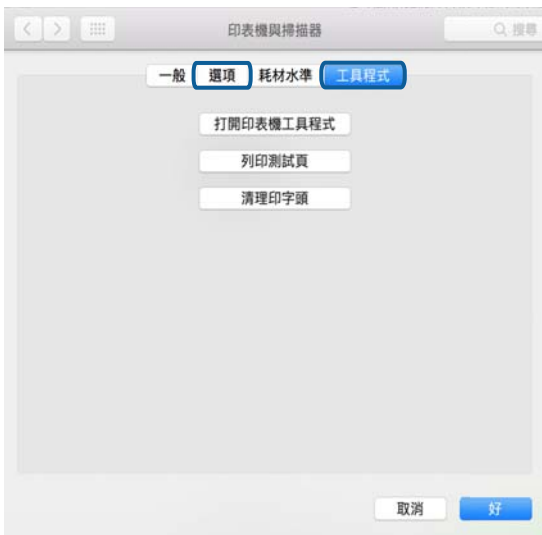 印表機與掃描器
搜尋
一般 選項 耗材水準 工具程式
打開印表機工具程式
列印測試頁
清理印字頭
取消 好